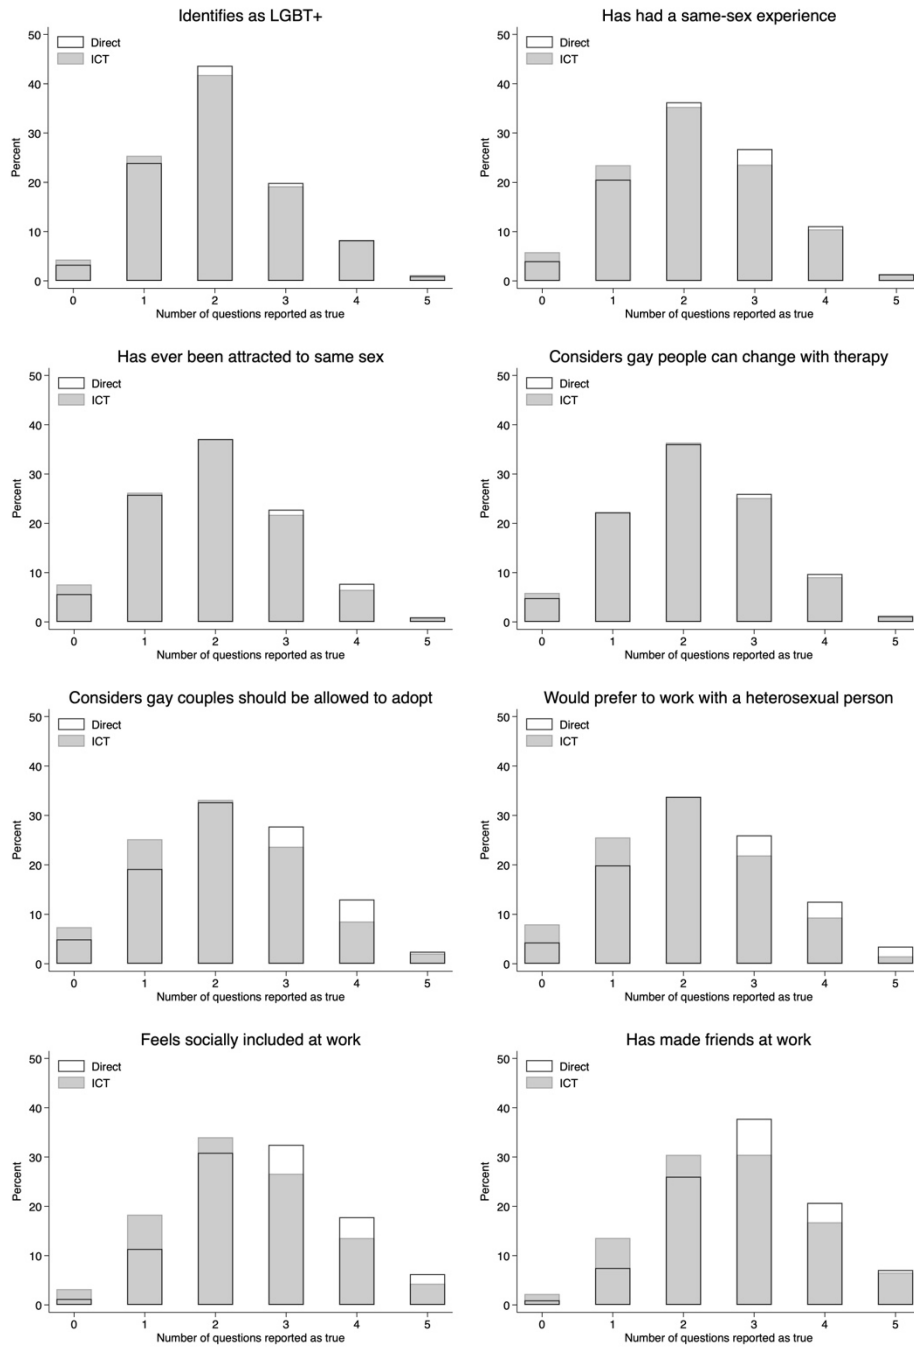 Identifies as LGBT+
Direct
ICT
50
40
30
20
10
0
Percent
0 1 2 3 4 5
Number of questions reported as true
Has had a same-sex experience
Direct
ICT
50
40
30
20
10
0
Percent
0 1 2 3 4 5
Number of questions reported as true
Has ever been attracted to same sex
Direct
ICT
50
40
30
20
10
0
Percent
0 1 2 3 4 5
Number of questions reported as true
Considers gay people can change with therapy
Direct
ICT
50
40
30
20
10
0
Percent
0 1 2 3 4 5
Number of questions reported as true
Considers gay couples should be allowed to adopt
Direct
ICT
50
40
30
20
10
0
Percent
0 1 2 3 4 5
Number of questions reported as true
Would prefer to work with a heterosexual person
Direct
ICT
50
40
30
20
10
0
Percent
0 1 2 3 4 5
Number of questions reported as true
Feels socially included at work
Direct
ICT
50
40
30
20
10
0
Percent
0 1 2 3 4 5
Number of questions reported as true
Has made friends at work
Direct
ICT
50
40
30
20
10
0
Percent
0 1 2 3 4 5
Number of questions reported as true